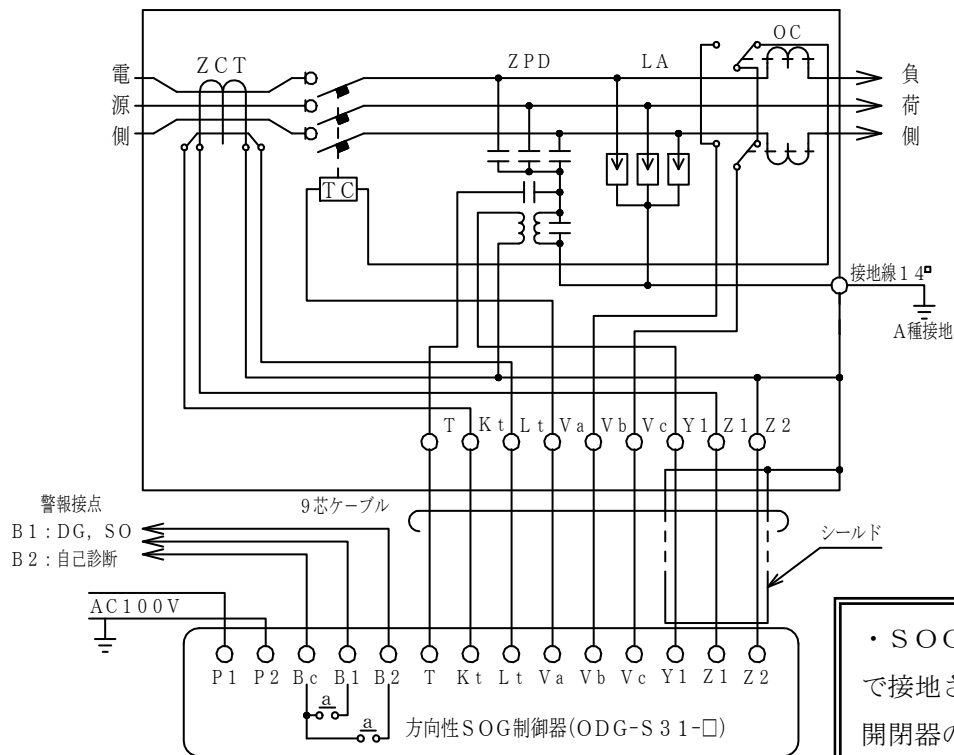 OC
ZCT
ZPD
LA
電
源
側
負
荷
側
TC
接地線14□
A種接地
T Kt Lt Va Vb Vc Y1 Z1 Z2
警報接点
B1:DG, SO
B2:自己診断
9芯ケーブル
シールド
AC100V
P1 P2 Bc B1 B2 T Kt Lt Va Vb Vc Y1 Z1 Z2
a
a
方向性SOG制御器(ODG-S31-□)
・SOG
で接地さ
開閉器の